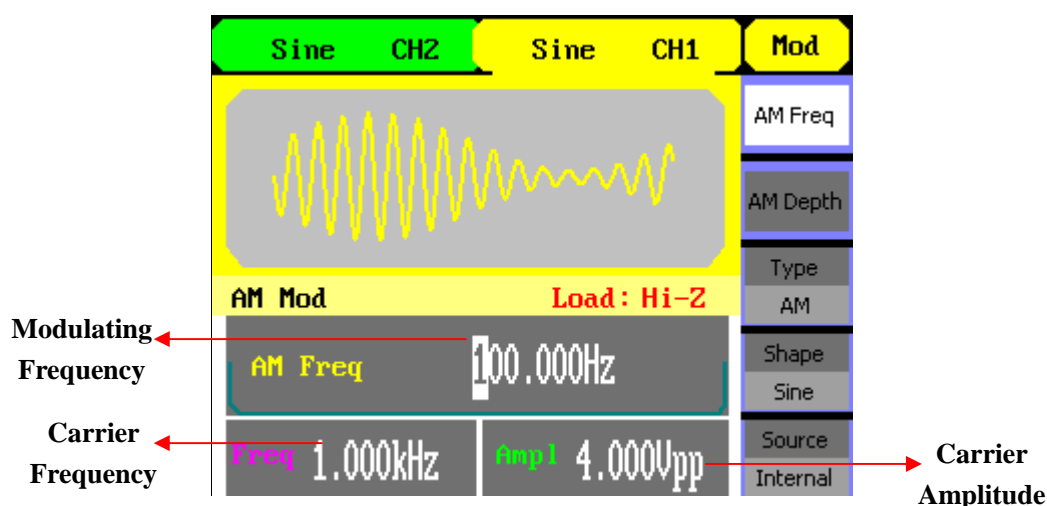 Sine CH2 Sine CH1 Mod
AM Freq
AM Depth
Type
AM Mod Load: Hi-Z
AM
Modulating
Frequency
AM Freq 100.000Hz
Shape
Sine
Carrier
Frequency
Freq 1.000kHz Ampl 4.000Vpp
Source
Internal
Carrier
Amplitude